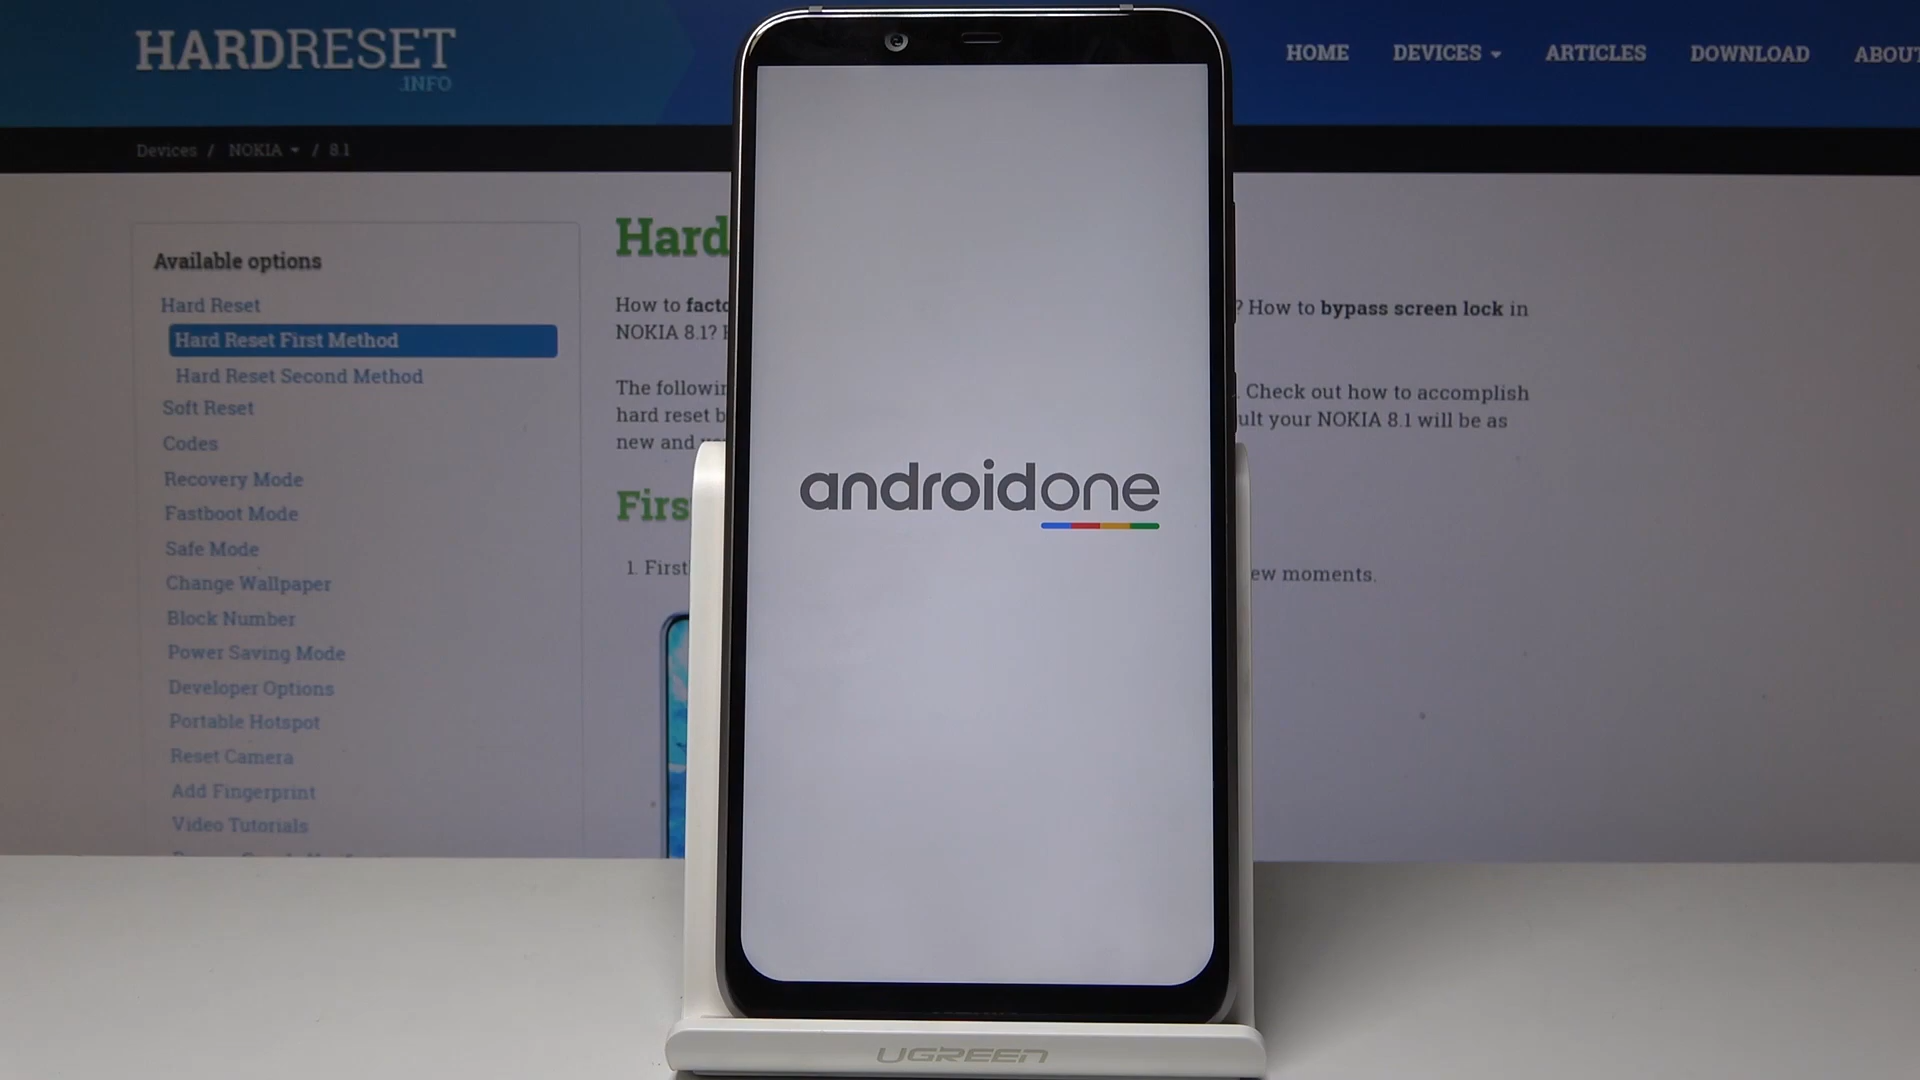 HARDRESET
.INFO
HOME DEVICES ARTICLES DOWNLOAD ABOUT
Devices / NOKIA / 8.1
Available options
Hard Reset
Hard Reset First Method
Hard Reset Second Method
Soft Reset
Codes
Recovery Mode
Fastboot Mode
Safe Mode
Change Wallpaper
Block Number
Power Saving Mode
Developer Options
Portable Hotspot
Reset Camera
Add Fingerprint
Video Tutorials
Hard
How to facto ? How to bypass screen lock in
NOKIA 8.1?
The followin . Check out how to accomplish
hard reset b ult your NOKIA 8.1 will be as
new and
Firs
1. First ew moments.
androidone
UGREEN